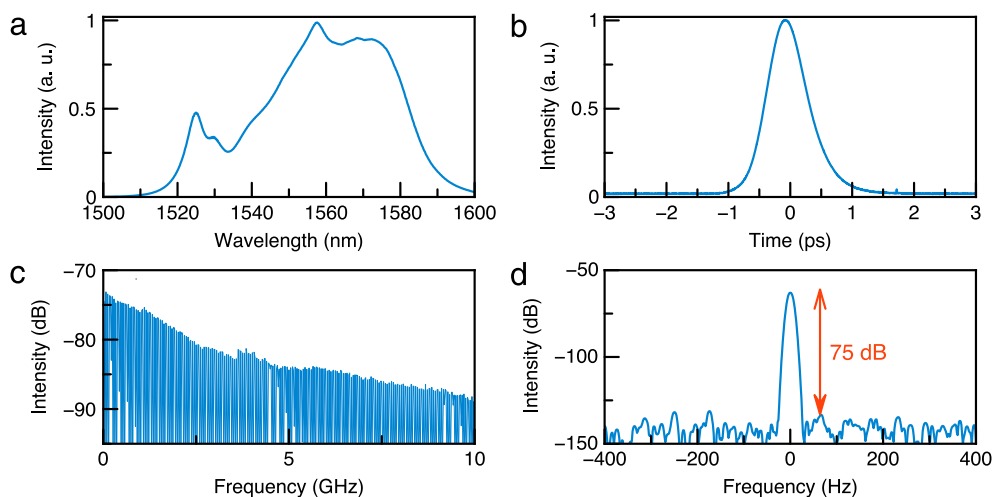 a
Intensity (a. u.)
1
0.5
0
1500 1520 1540 1560 1580 1600
Wavelength (nm)
b
Intensity (a. u.)
1
0.5
0
−3 −2 −1 0 1 2 3
Time (ps)
c
Intensity (dB)
−70
−80
−90
0 5 10
Frequency (GHz)
d
Intensity (dB)
−50
−100
−150
75 dB
−400 −200 0 200 400
Frequency (Hz)